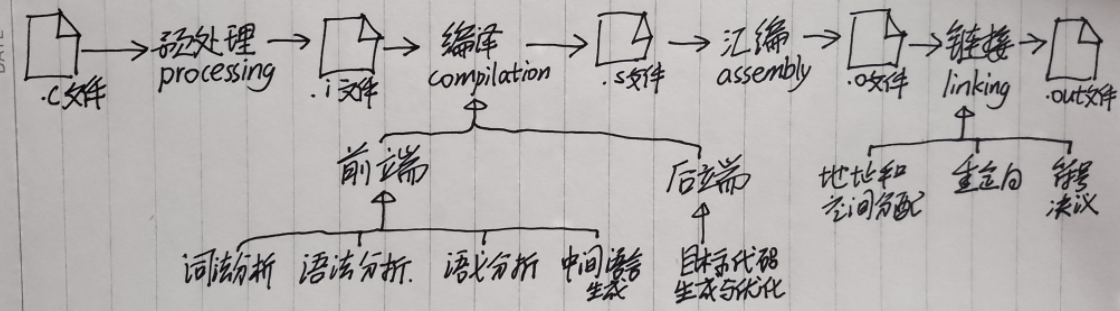 DATE
.c文件
预处理
processing
.i文件
编译
compilation
.s文件
汇编
assembly
.o文件
链接
linking
.out文件
前端
后端
地址和
空间分配
重定向
符号
决议
词法分析
语法分析.
语义分析
中间语言
生成
目标代码
生成与优化